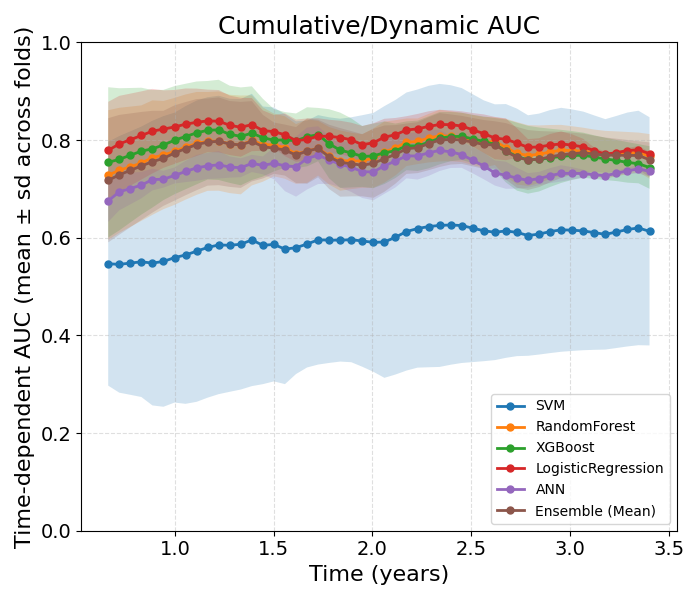 Cumulative/Dynamic AUC
Time-dependent AUC (mean ± sd across folds)
1.0
0.8
0.6
0.4
0.2
0.0
SVM
RandomForest
XGBoost
LogisticRegression
ANN
Ensemble (Mean)
1.0 1.5 2.0 2.5 3.0 3.5
Time (years)